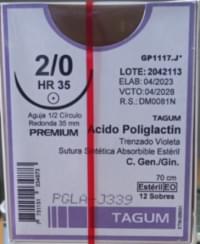 GP1117.J*
2/0
HR 35
LOTE: 2042113
ELAB: 04/2023
VCTO: 04/2028
R.S.: DM0081N
Aguja 1/2 Círculo
Redonda 35 mm
PREMIUM
TAGUM
Acido Poliglactin
Trenzado Violeta
Sutura Sintética Absorbible Estéril
C. Gen./Gin.
70 cm
Estéril EO
12 Sobres
PGLA-J339
TAGUM